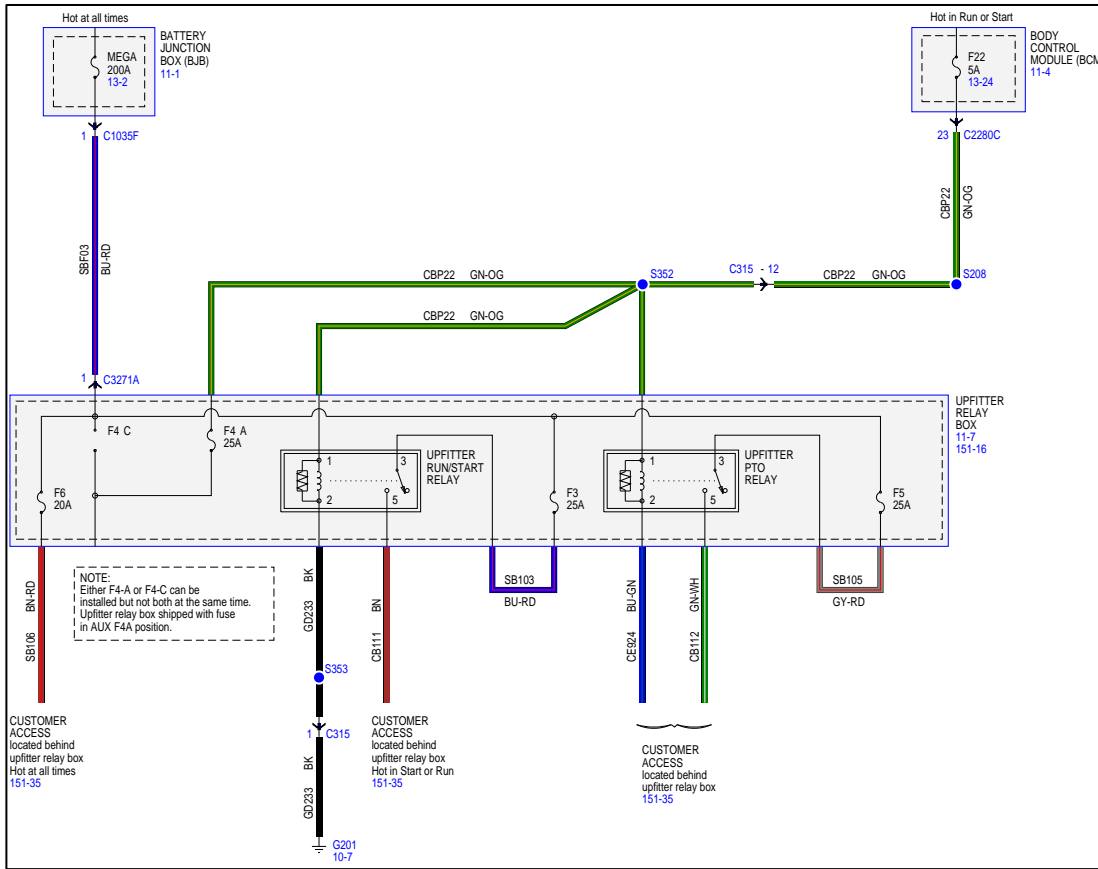 Hot at all times
BATTERY
JUNCTION
BOX (BJB)
11-1
MEGA
200A
13-2
1 C1035F
Hot in Run or Start
BODY
CONTROL
MODULE (BCM
11-4
F22
5A
13-24
23 C2280C
SBF03
BU-RD
CBP22
GN-OG
CBP22 GN-OG
S352
C315 - 12
CBP22 GN-OG
S208
CBP22 GN-OG
1 C3271A
UPFITTER
RELAY
BOX
11-7
151-16
F4 C
F4 A
25A
F6
20A
1
2
3
5
UPFITTER
RUN/START
RELAY
F3
25A
1
2
3
5
UPFITTER
PTO
RELAY
F5
25A
NOTE:
Either F4-A or F4-C can be
installed but not both at the same time.
Upfitter relay box shipped with fuse
in AUX F4A position.
BN-RD
SB106
BK
GD233
BN
CB111
SB103
BU-RD
BU-GN
CE924
GN-WH
CB112
SB105
GY-RD
S353
1 C315
BK
GD233
G201
10-7
CUSTOMER
ACCESS
located behind
upfitter relay box
Hot at all times
151-35
CUSTOMER
ACCESS
located behind
upfitter relay box
Hot in Start or Run
151-35
CUSTOMER
ACCESS
located behind
upfitter relay box
151-35